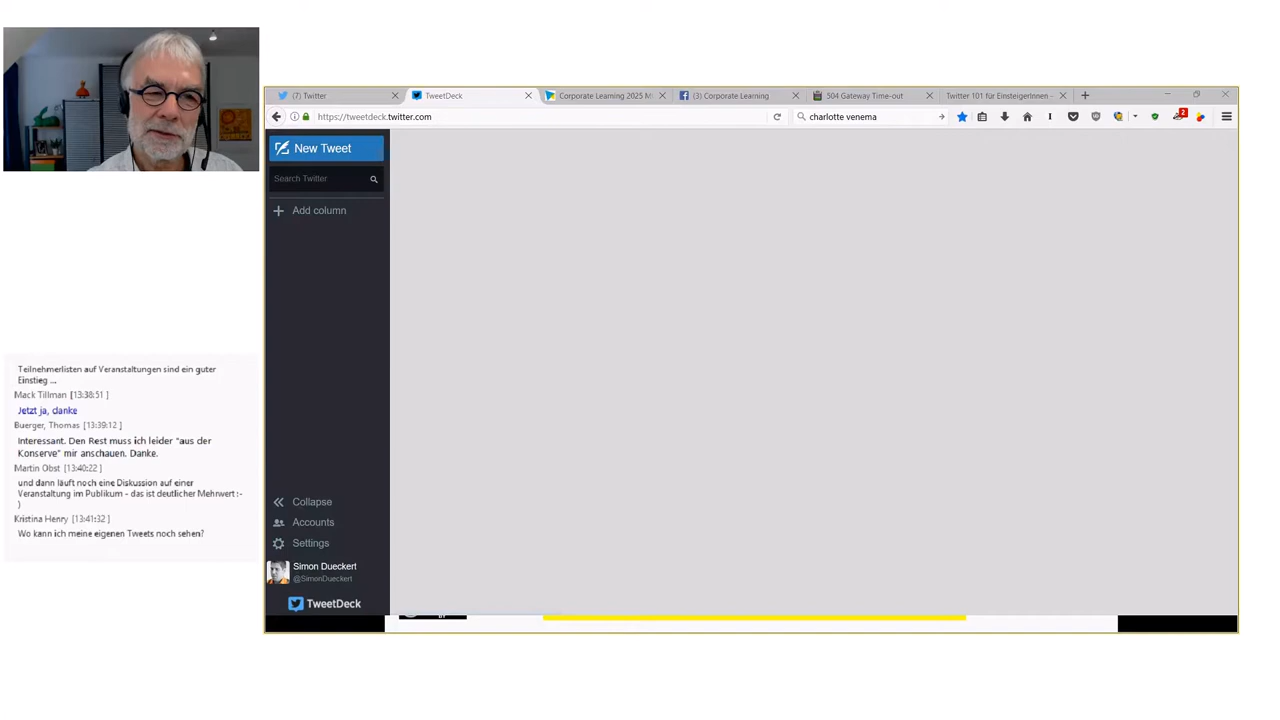 (7) Twitter
TweetDeck
Corporate Learning 2025 M
(3) Corporate Learning
504 Gateway Time-out
Twitter 101 für EinsteigerInnen –
https://tweetdeck.twitter.com
charlotte venema
2
New Tweet
Search Twitter
Add column
Collapse
Accounts
Settings
Simon Dueckert
@SimonDueckert
TweetDeck
Teilnehmerlisten auf Veranstaltungen sind ein guter
Einstieg ...
Mack Tillman [13:38:51]
Jetzt ja, danke
Buerger, Thomas [13:39:12]
Interessant. Den Rest muss ich leider "aus der
Konserve" mir anschauen. Danke.
Martin Obst [13:40:22]
und dann läuft noch eine Diskussion auf einer
Veranstaltung im Publikum - das ist deutlicher Mehrwert :-
)
Kristina Henry [13:41:32]
Wo kann ich meine eigenen Tweets noch sehen?